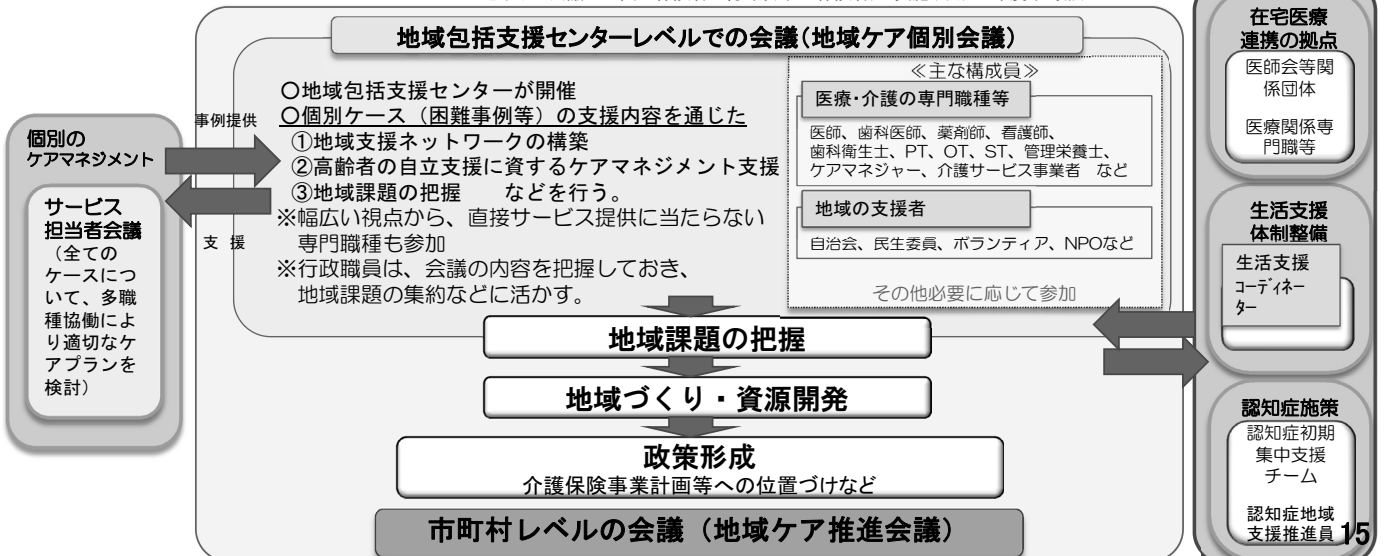 地域包括支援センターレベルでの会議(地域ケア個別会議)
〇地域包括支援センターが開催
〇個別ケース(困難事例等)の支援内容を通じた
①地域支援ネットワークの構築
②高齢者の自立支援に資するケアマネジメント支援
③地域課題の把握 などを行う。
※幅広い視点から、直接サービス提供に当たらない
専門職種も参加
※行政職員は、会議の内容を把握しておき、
地域課題の集約などに活かす。
≪主な構成員≫
医療・介護の専門職種等
医師、歯科医師、薬剤師、看護師、
歯科衛生士、PT、OT、ST、管理栄養士、
ケアマネジャー、介護サービス事業者 など
地域の支援者
自治会、民生委員、ボランティア、NPOなど
その他必要に応じて参加
個別の
ケアマネジメント
サービス
担当者会議
(全ての
ケースにつ
いて、多職
種協働によ
り適切なケ
アプランを
検討)
事例提供
支 援
地域課題の把握
地域づくり・資源開発
政策形成
介護保険事業計画等への位置づけなど
市町村レベルの会議(地域ケア推進会議)
在宅医療
連携の拠点
医師会等関
係団体
医療関係専
門職等
生活支援
体制整備
生活支援
コーディネー
ター
認知症施策
認知症初期
集中支援
チーム
認知症地域
支援推進員
15